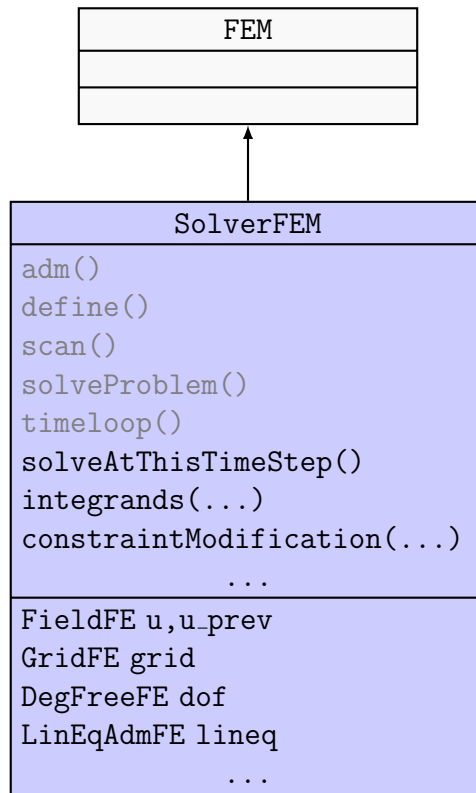 FEM
SolverFEM
adm()
define()
scan()
solveProblem()
timeloop()
solveAtThisTimeStep()
integrands(...)
constraintModification(...)
...
FieldFE u,u_prev
GridFE grid
DegFreeFE dof
LinEqAdmFE lineq
...